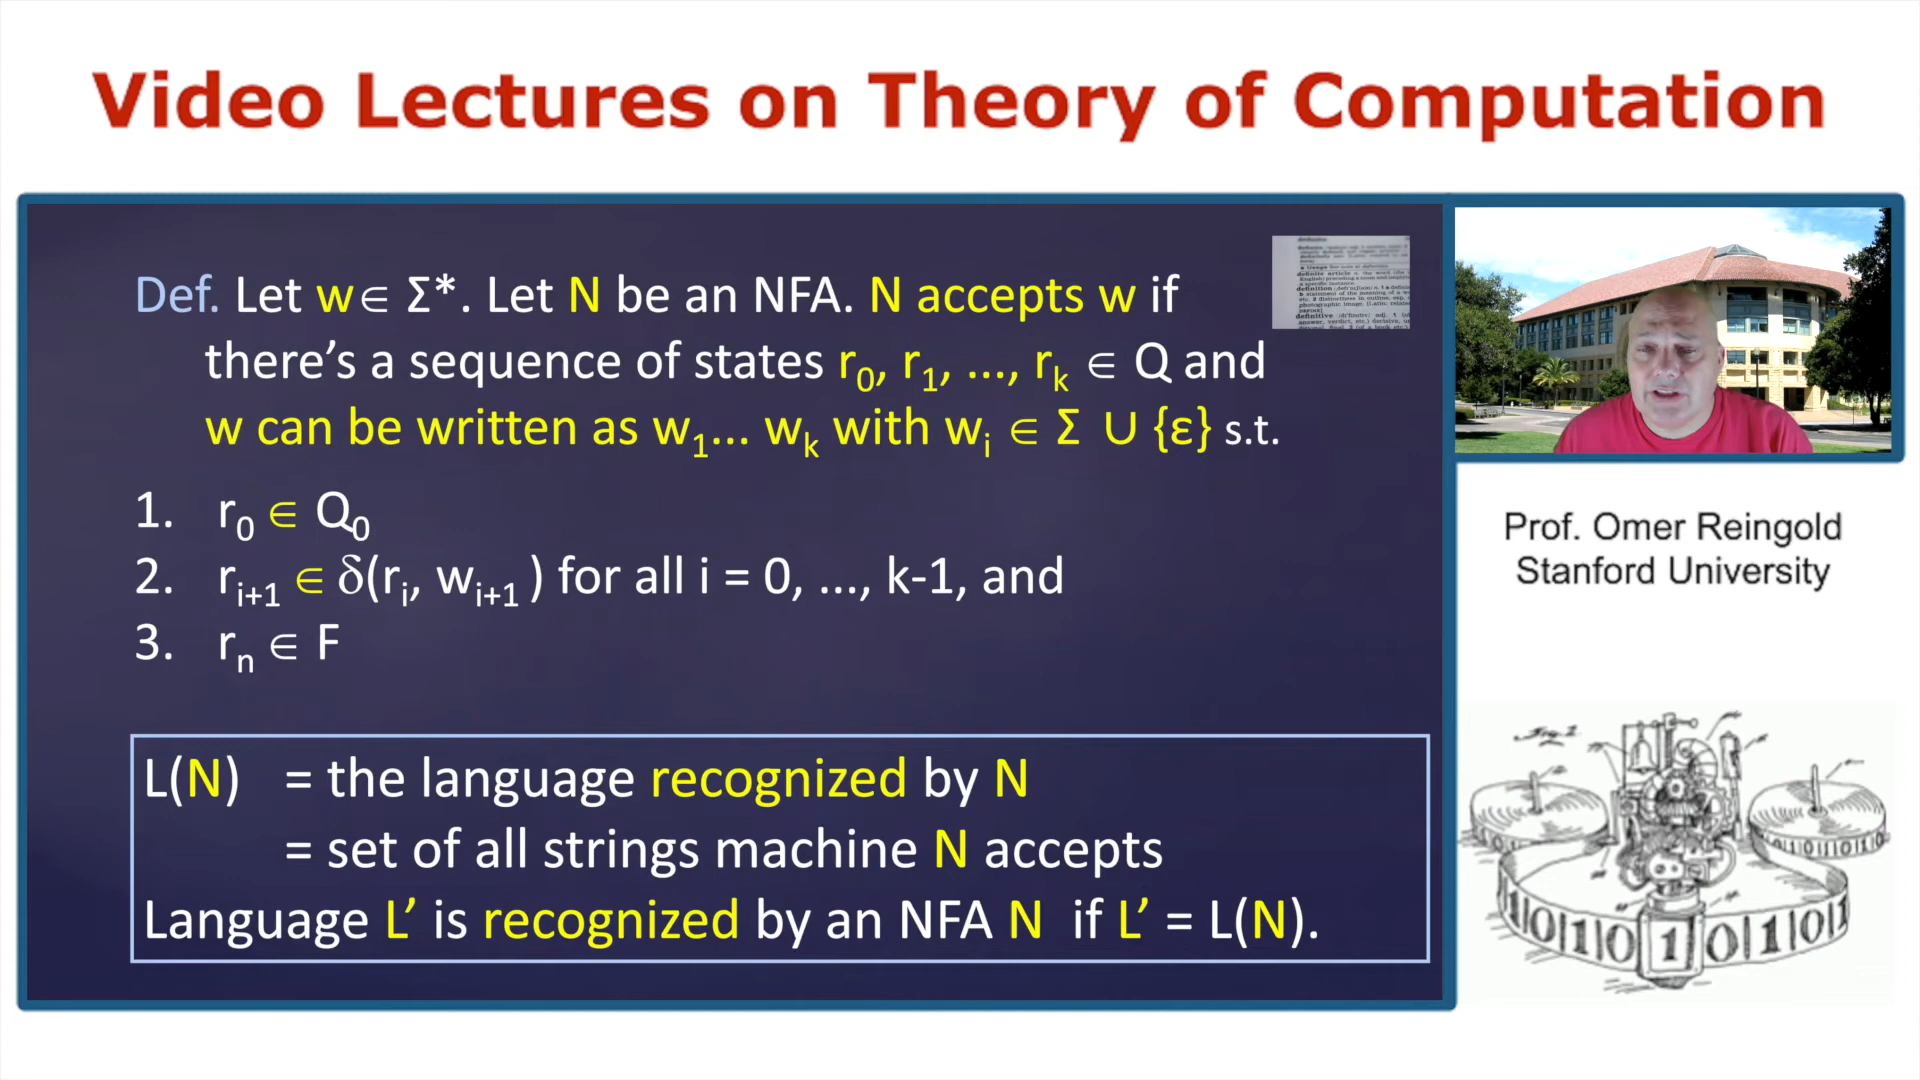 Video Lectures on Theory of Computation
Def. Let w∈ Σ*. Let N be an NFA. N accepts w if
there’s a sequence of states r₀, r₁, ..., rₖ ∈ Q and
w can be written as w₁... wₖ with wᵢ ∈ Σ ∪ {ε} s.t.
1. r₀ ∈ Q₀
2. rᵢ₊₁ ∈ δ(rᵢ, wᵢ₊₁ ) for all i = 0, ..., k-1, and
3. rₙ ∈ F
L(N) = the language recognized by N
= set of all strings machine N accepts
Language L’ is recognized by an NFA N if L’ = L(N).
Prof. Omer Reingold
Stanford University